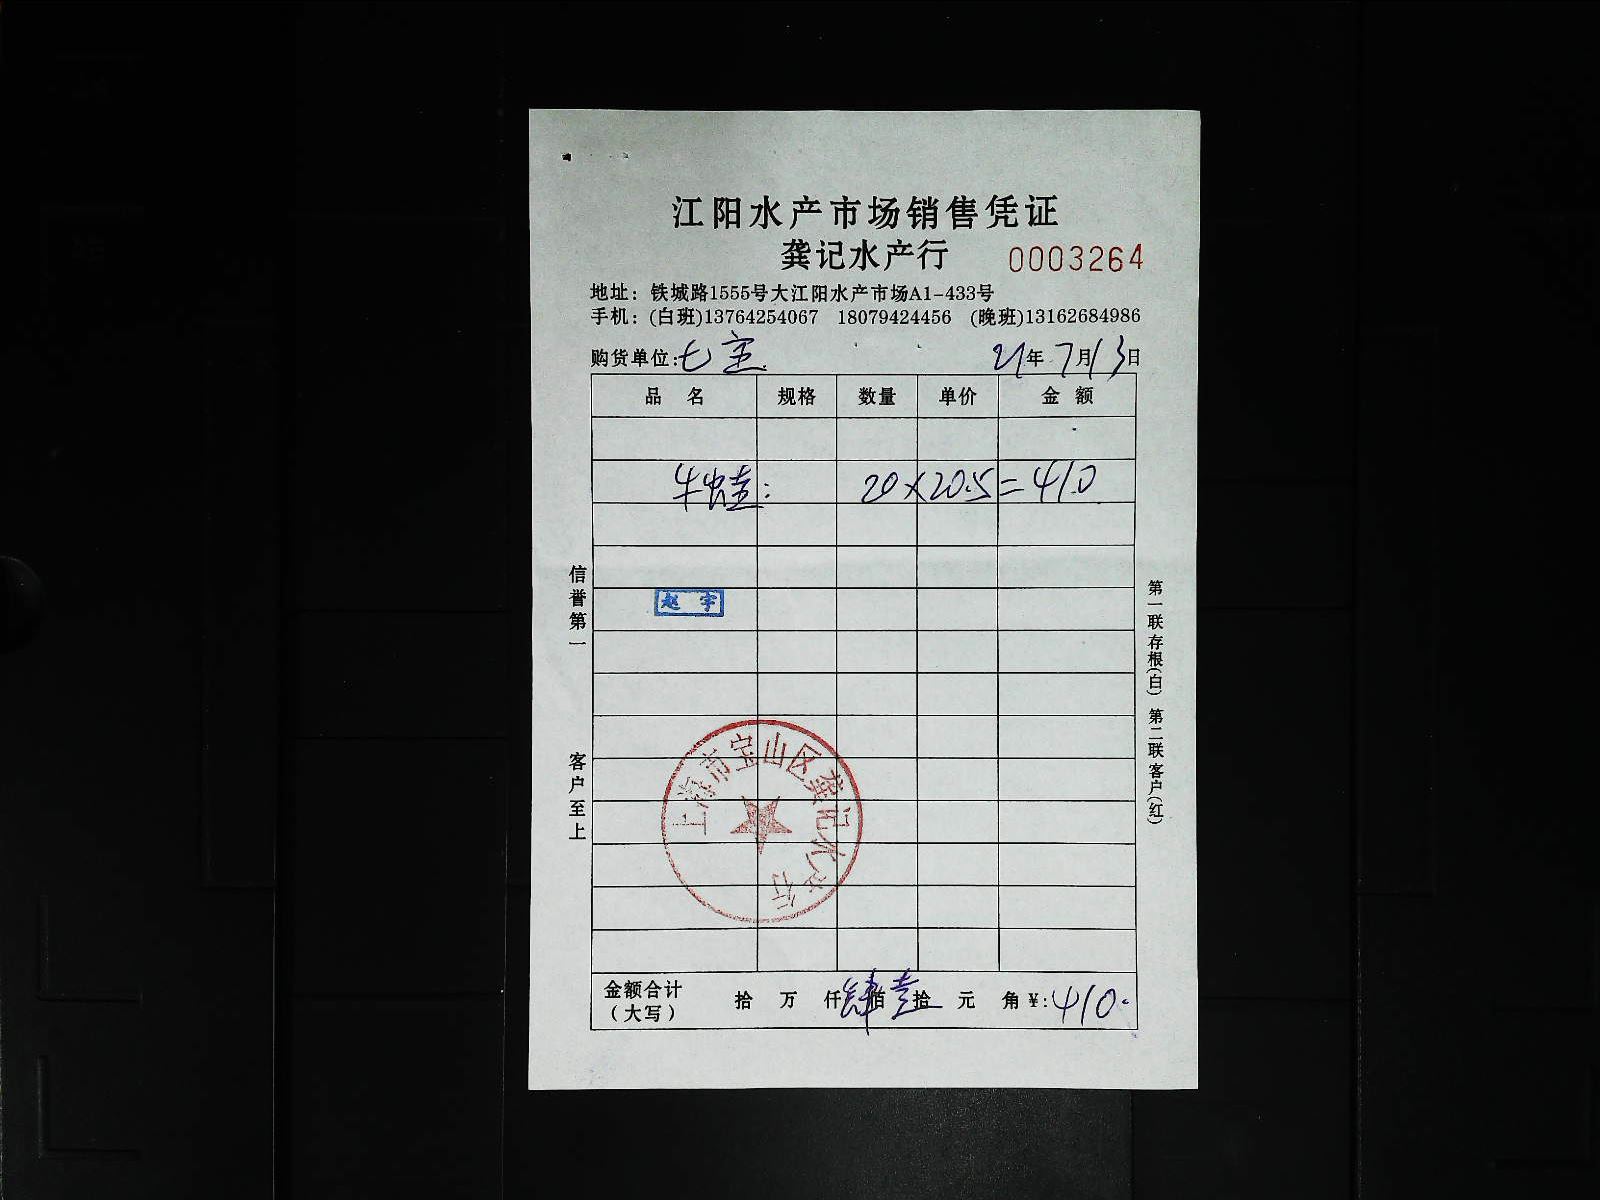 江阳水产市场销售凭证
龚记水产行 0003264
地址：铁城路1555号大江阳水产市场A1-433号
手机：(白班)13764254067 18079424456 (晚班)13162684986
购货单位:七宝. 21年7月13日
品名 规格 数量 单价 金额
牛蛙: 20×20.5=410
赵宇
上海市宝山区龚记水产行
信誉第一 客户至上
第一联存根(白) 第二联客户(红)
金额合计 拾 万 仟肆佰壹拾 元 角¥:410.
（大写）